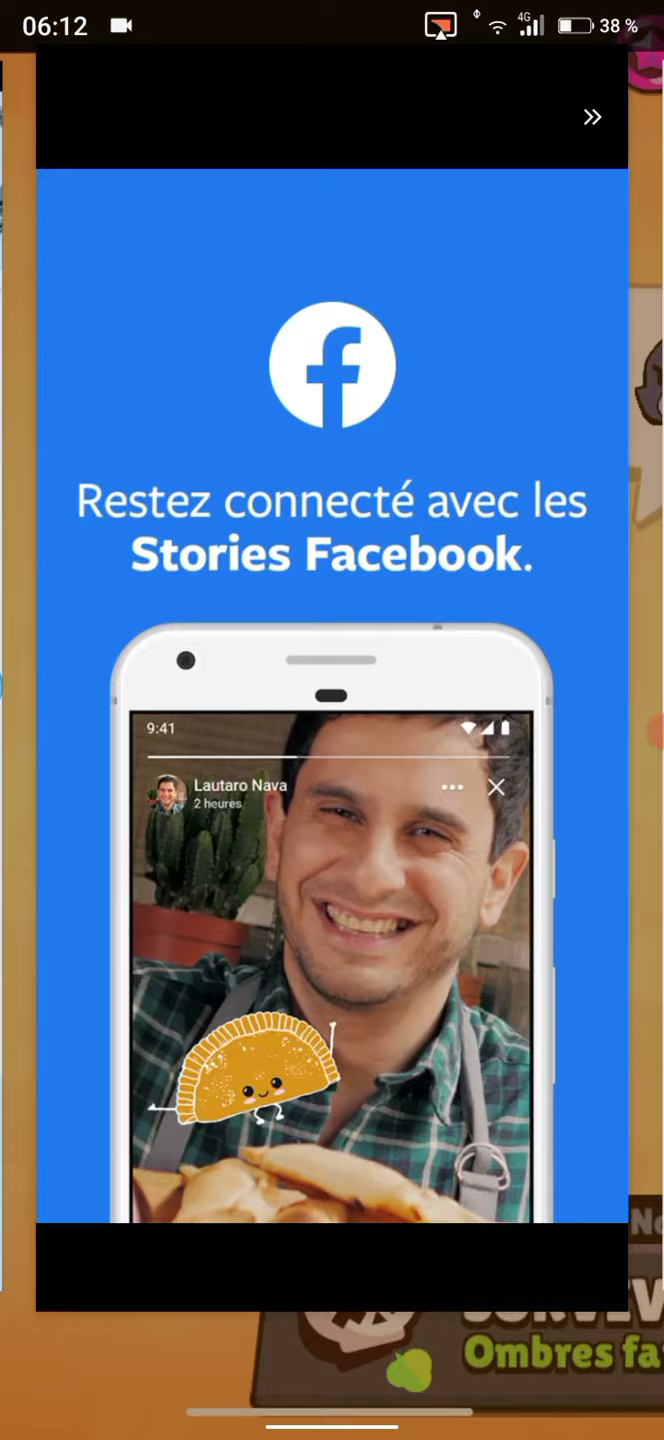 06:12
4G
38 %
Restez connecté avec les
Stories Facebook.
9:41
Lautaro Nava
2 heures
Ombres fa